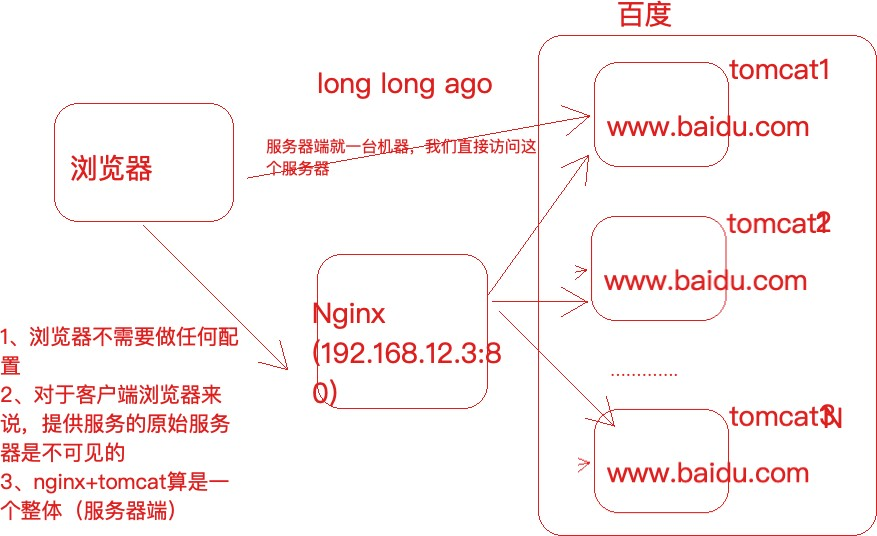 百度
long long ago
tomcat1
www.baidu.com
服务器端就一台机器，我们直接访问这
个服务器
浏览器
tomcat2
www.baidu.com
Nginx
(192.168.12.3:8
0)
1、浏览器不需要做任何配
置
2、对于客户端浏览器来
说，提供服务的原始服务
器是不可见的
3、nginx+tomcat算是一
个整体（服务器端）
.............
tomcatN
www.baidu.com